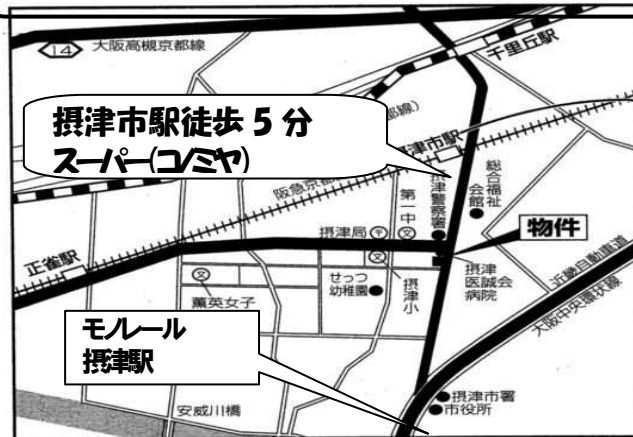 14
大阪高槻京都線
千里丘駅
摂津市駅徒歩5分
スーパー(コノミヤ)
都線)
摂津市駅
阪急京都
正雀駅
第一中
摂津局
摂津警察署
総合福祉会館
物件
せっつ幼稚園
摂津小
摂津医誠会病院
近畿自動車道
大阪中央環状線
薫英女子
モノレール
摂津駅
安威川橋
摂津市署
市役所